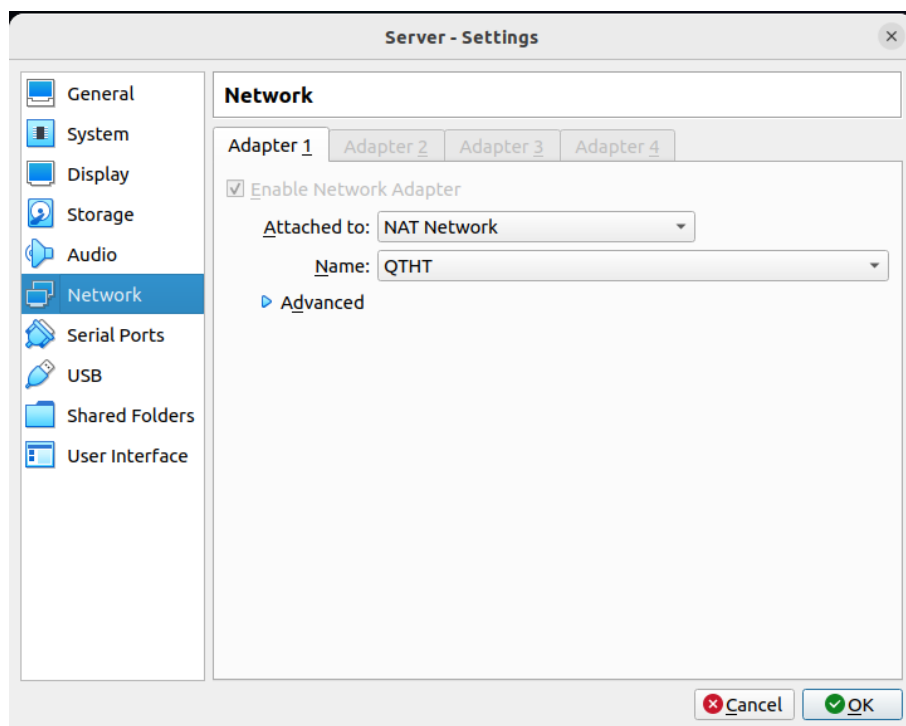 Server - Settings
General
System
Display
Storage
Audio
Network
Serial Ports
USB
Shared Folders
User Interface
Network
Adapter 1 Adapter 2 Adapter 3 Adapter 4
Enable Network Adapter
Attached to: NAT Network
Name: QTHT
Advanced
Cancel OK